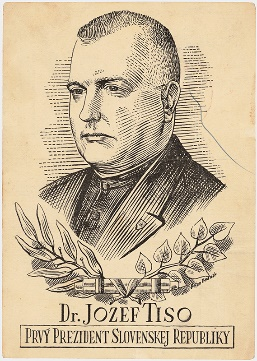 Dr. JOZEF TISO
PRVÝ PREZIDENT SLOVENSKEJ REPUBLIKY